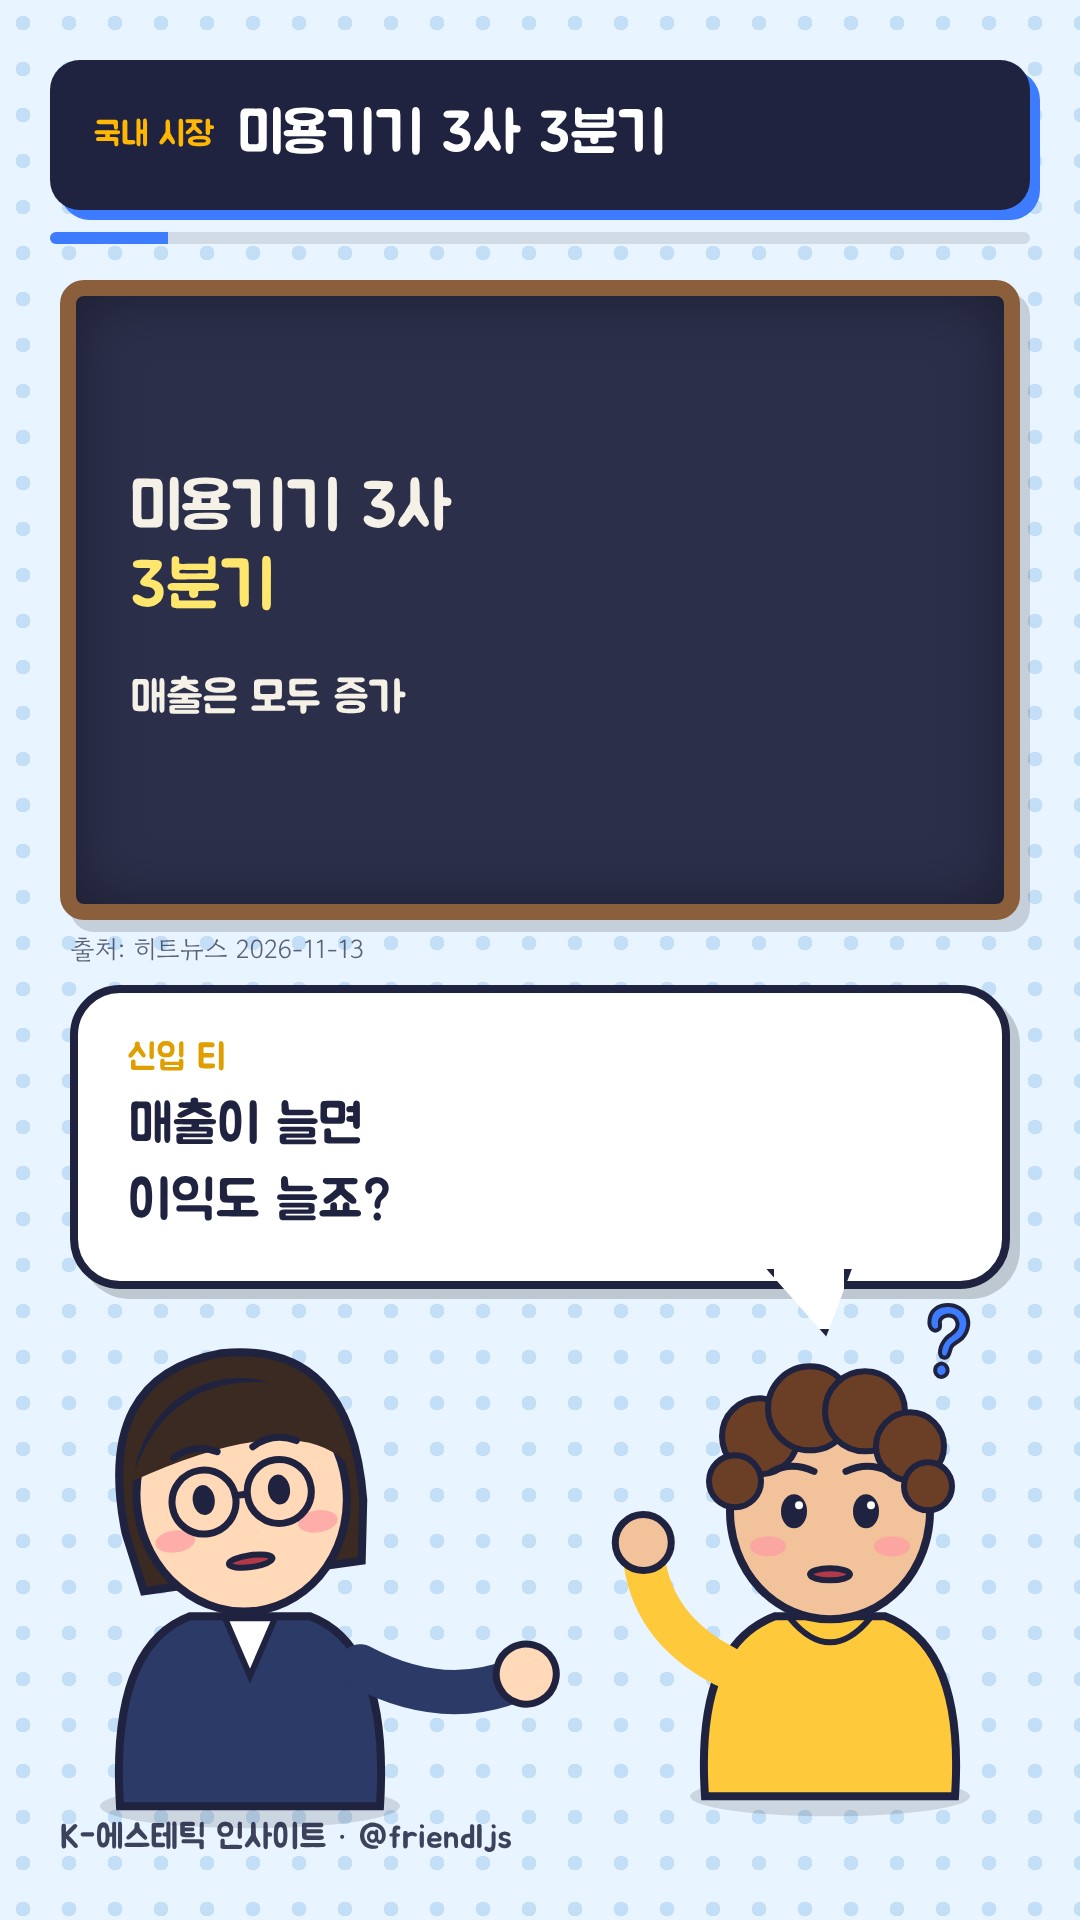 국내 시장 미용기기 3사 3분기
미용기기 3사
3분기
매출은 모두 증가
출처: 히트뉴스 2026-11-13
신입 티
매출이 늘면
이익도 늘죠?
?
K-에스테틱 인사이트 · @friendljs